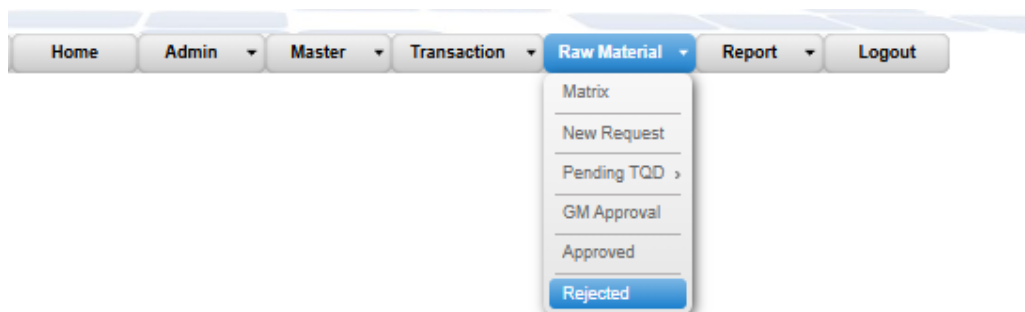 Home Admin Master Transaction Raw Material Report Logout
Matrix
New Request
Pending TQD ›
GM Approval
Approved
Rejected